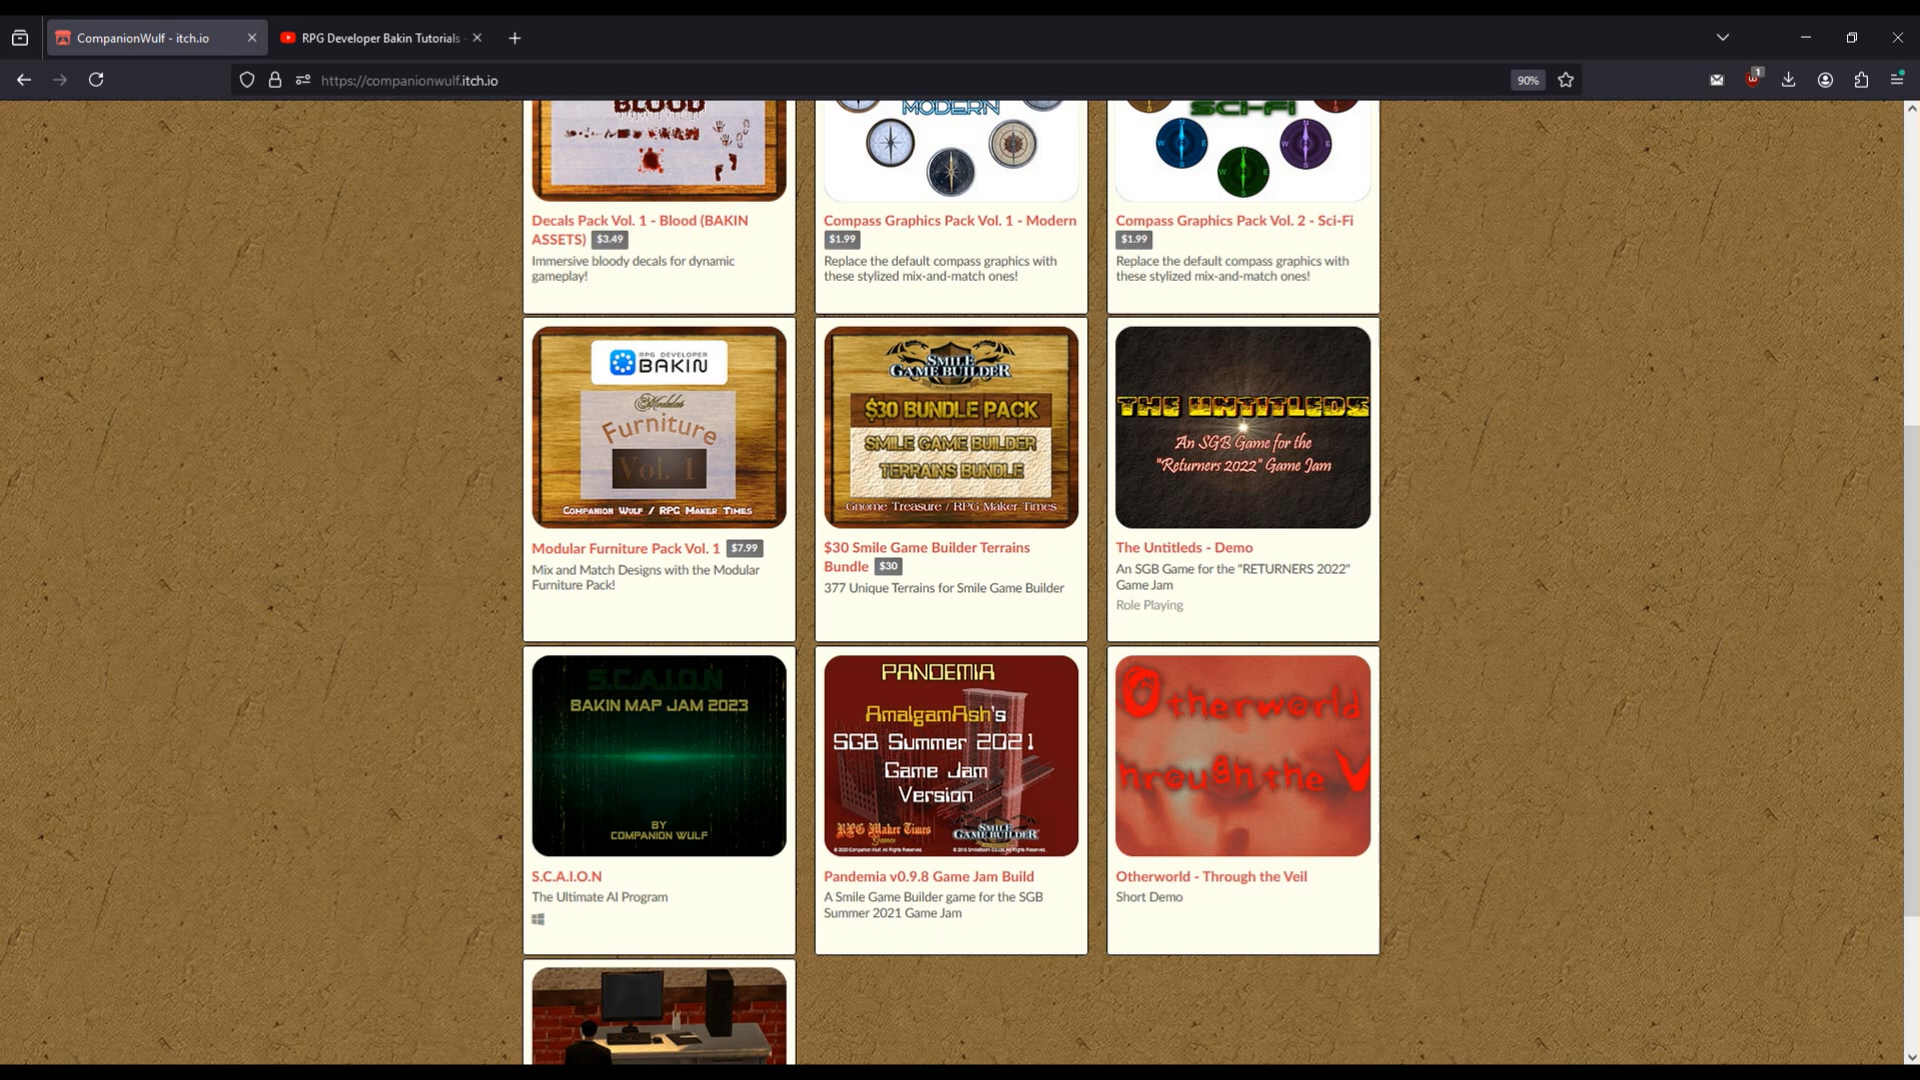 CompanionWulf - itch.io
RPG Developer Bakin Tutorials
https://companionwulf.itch.io
90%
1
BLOOD
MODERN
SCI-FI
Decals Pack Vol. 1 - Blood (BAKIN
ASSETS) $3.49
Immersive bloody decals for dynamic
gameplay!
Compass Graphics Pack Vol. 1 - Modern
$1.99
Replace the default compass graphics with
these stylized mix-and-match ones!
Compass Graphics Pack Vol. 2 - Sci-Fi
$1.99
Replace the default compass graphics with
these stylized mix-and-match ones!
RPG DEVELOPER
BAKIN
Modular
Furniture
Vol. 1
COMPANION WULF / RPG MAKER TIMES
Modular Furniture Pack Vol. 1 $7.99
Mix and Match Designs with the Modular
Furniture Pack!
SMILE
GAME BUILDER
$30 BUNDLE PACK
SMILE GAME BUILDER
TERRAINS BUNDLE
Gnome Treasure / RPG Maker Times
$30 Smile Game Builder Terrains
Bundle $30
377 Unique Terrains for Smile Game Builder
THE UNTITLEDS
An SGB Game for the
"Returners 2022" Game Jam
The Untitleds - Demo
An SGB Game for the "RETURNERS 2022"
Game Jam
Role Playing
S.C.A.I.O.N
BAKIN MAP JAM 2023
BY
COMPANION WULF
S.C.A.I.O.N
The Ultimate AI Program
PANDEMIA
AmalgamAsh's
SGB Summer 2021
Game Jam
Version
RPG Maker Times
Games
SMILE
GAME BUILDER
Pandemia v0.9.8 Game Jam Build
A Smile Game Builder game for the SGB
Summer 2021 Game Jam
Otherworld
hrough the V
Otherworld - Through the Veil
Short Demo